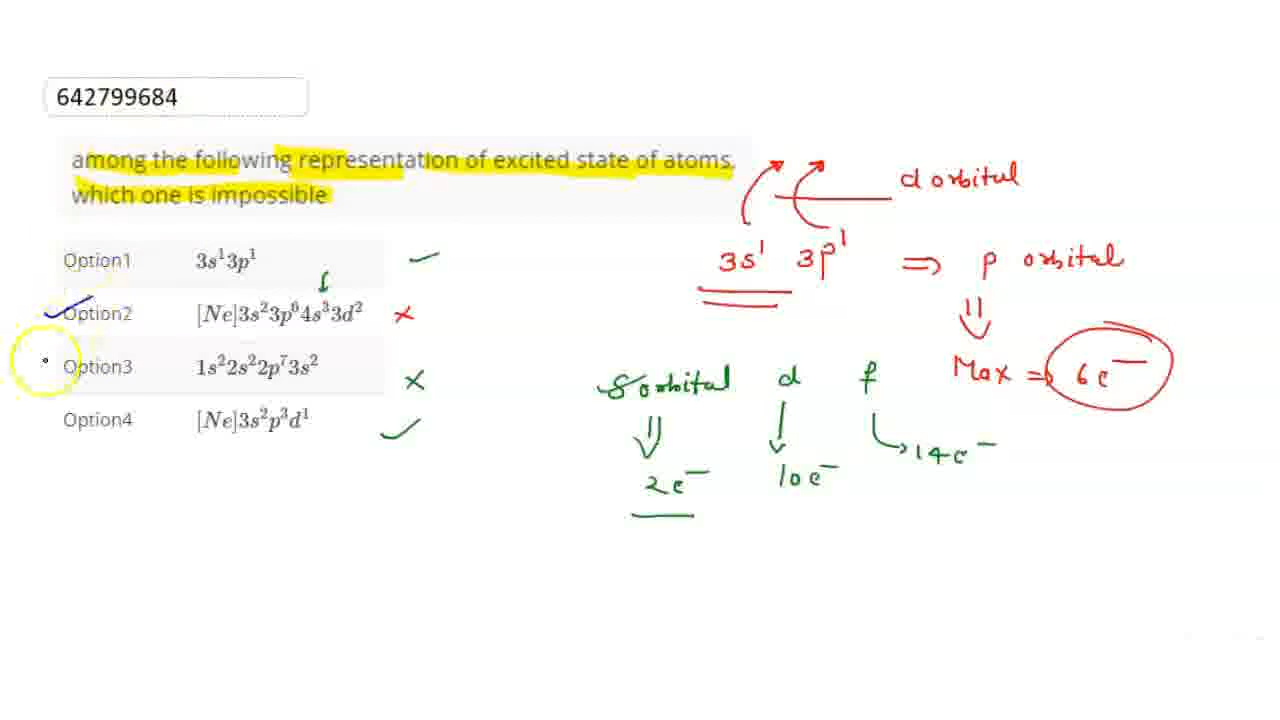 642799684
among the following representation of excited state of atoms,
which one is impossible
Option1 3s¹3p¹
Option2 [Ne]3s²3p⁶4s³3d²
Option3 1s²2s²2p⁷3s²
Option4 [Ne]3s²p³d¹
d orbital
3s¹ 3p¹ ⇒ p orbital
Max ⇒ 6e⁻
s orbital d f
2e⁻ 10e⁻ 14e⁻